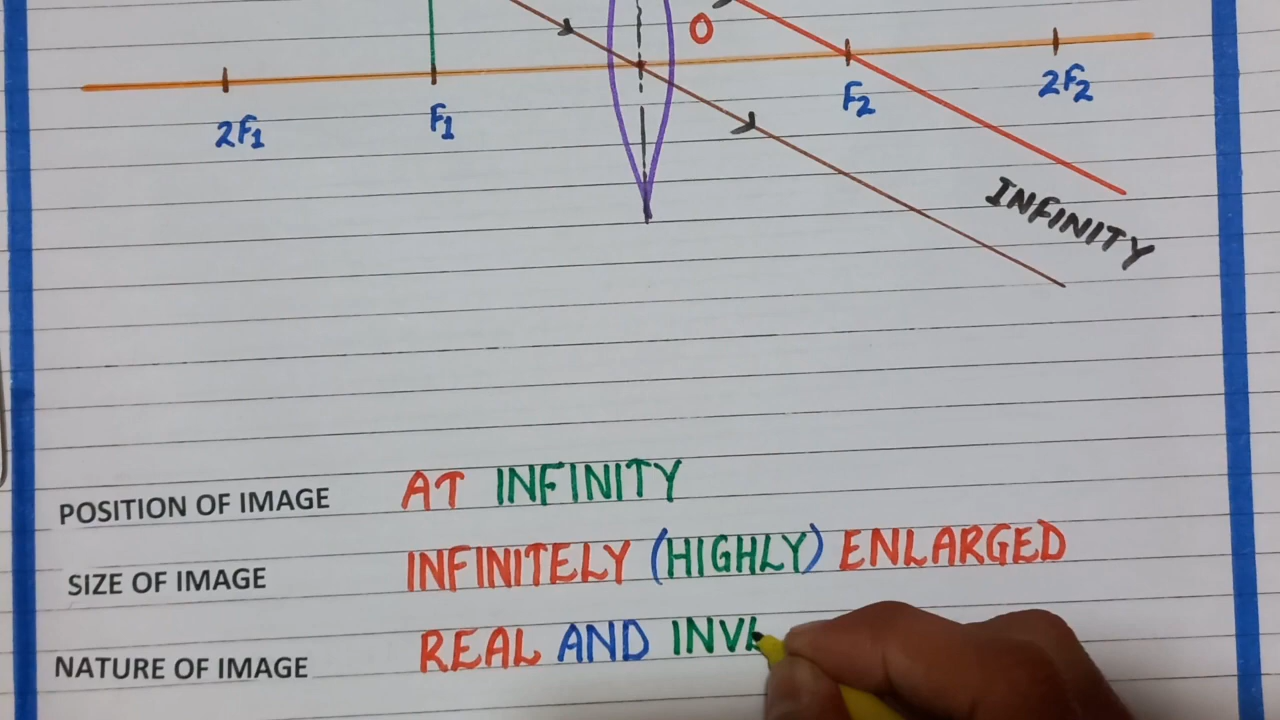 O
2F1 F1 F2 2F2
INFINITY
POSITION OF IMAGE AT INFINITY
SIZE OF IMAGE INFINITELY (HIGHLY) ENLARGED
NATURE OF IMAGE REAL AND